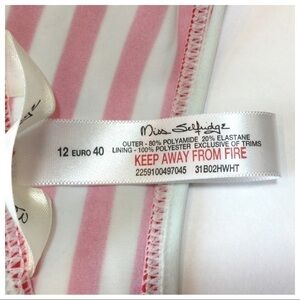 Miss Selfridge
12 EURO 40
OUTER - 80% POLYAMIDE 20% ELASTANE
LINING - 100% POLYESTER EXCLUSIVE OF TRIMS
KEEP AWAY FROM FIRE
2259100497045 31B02HWHT